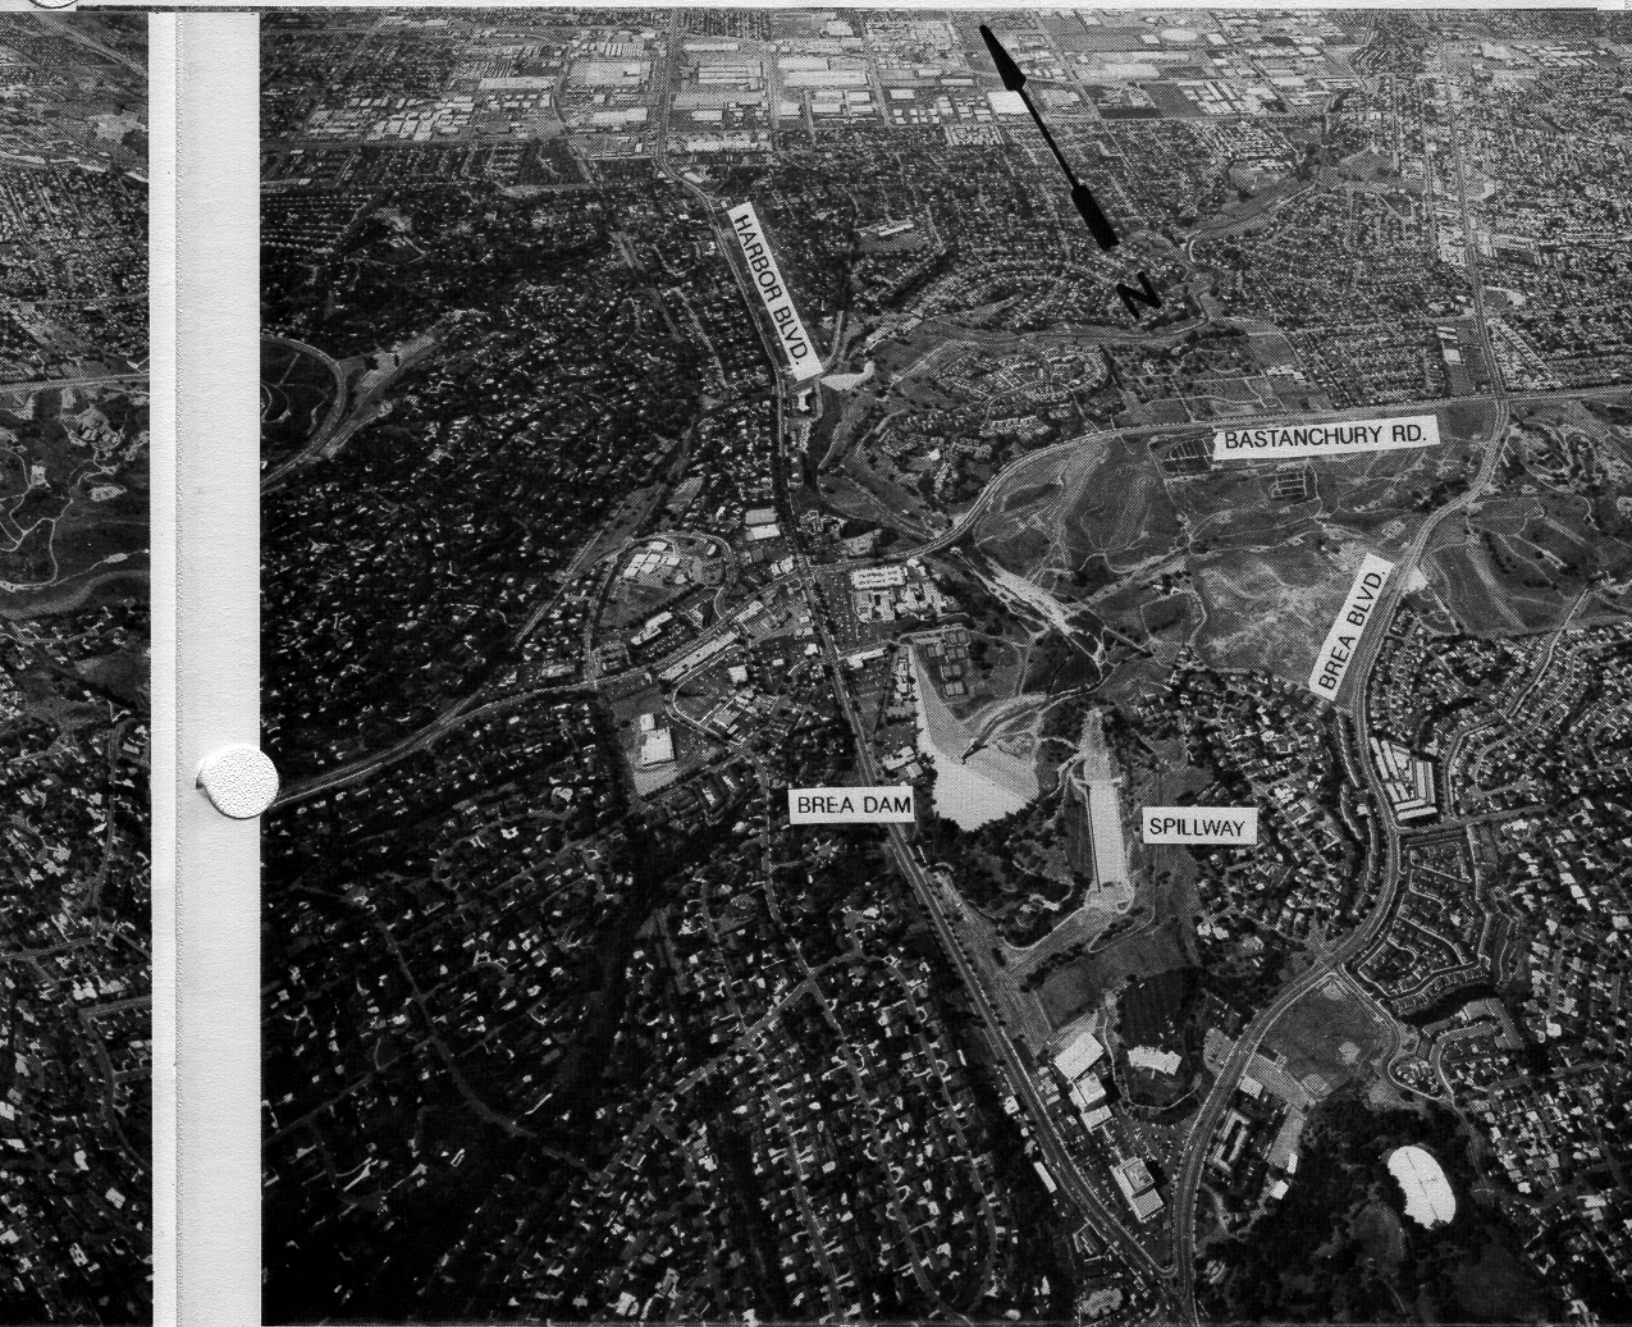 HARBOR BLVD.
N
BASTANCHURY RD.
BREA BLVD.
BREA DAM
SPILLWAY